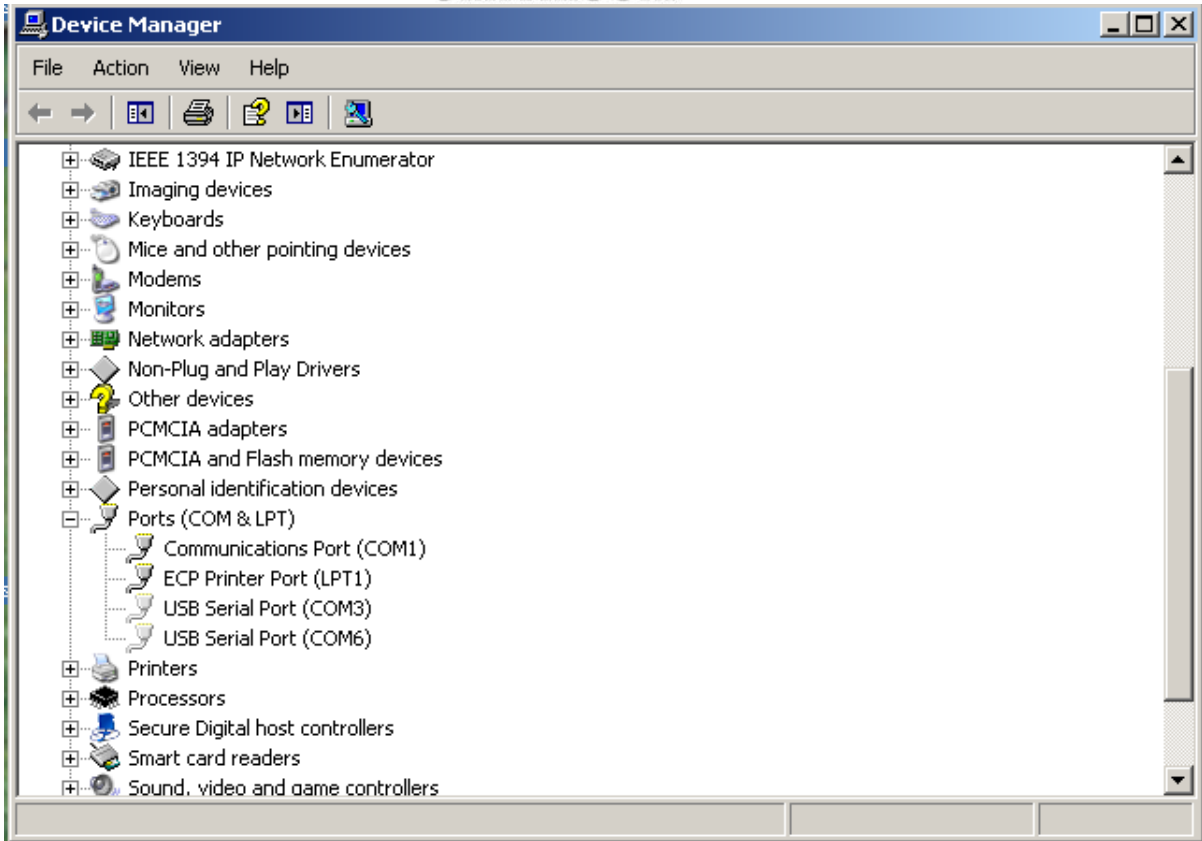 Device Manager
File Action View Help
IEEE 1394 IP Network Enumerator
Imaging devices
Keyboards
Mice and other pointing devices
Modems
Monitors
Network adapters
Non-Plug and Play Drivers
Other devices
PCMCIA adapters
PCMCIA and Flash memory devices
Personal identification devices
Ports (COM & LPT)
Communications Port (COM1)
ECP Printer Port (LPT1)
USB Serial Port (COM3)
USB Serial Port (COM6)
Printers
Processors
Secure Digital host controllers
Smart card readers
Sound, video and game controllers